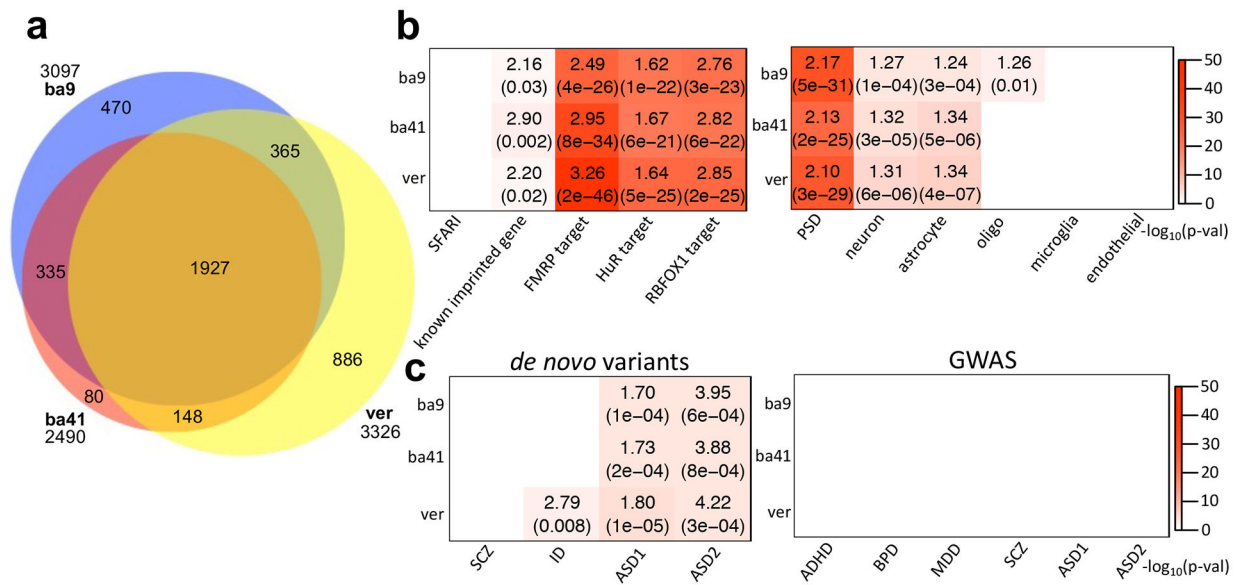 a
3097
ba9
470
365
335
1927
886
80
148
ba41
2490
ver
3326
b
ba9
2.16 2.49 1.62 2.76
(0.03) (4e−26) (1e−22) (3e−23)
ba41
2.90 2.95 1.67 2.82
(0.002) (8e−34) (6e−21) (6e−22)
ver
2.20 3.26 1.64 2.85
(0.02) (2e−46) (5e−25) (2e−25)
SFARI
known imprinted gene
FMRP target
HuR target
RBFOX1 target
ba9
2.17 1.27 1.24 1.26
(5e−31) (1e−04) (3e−04) (0.01)
ba41
2.13 1.32 1.34
(2e−25) (3e−05) (5e−06)
ver
2.10 1.31 1.34
(3e−29) (6e−06) (4e−07)
PSD
neuron
astrocyte
oligo
microglia
endothelial
50
40
30
20
10
0
-log10(p-val)
c
de novo variants
ba9
1.70 3.95
(1e−04) (6e−04)
ba41
1.73 3.88
(2e−04) (8e−04)
ver
2.79 1.80 4.22
(0.008) (1e−05) (3e−04)
SCZ
ID
ASD1
ASD2
GWAS
ba9
ba41
ver
ADHD
BPD
MDD
SCZ
ASD1
ASD2
50
40
30
20
10
0
-log10(p-val)